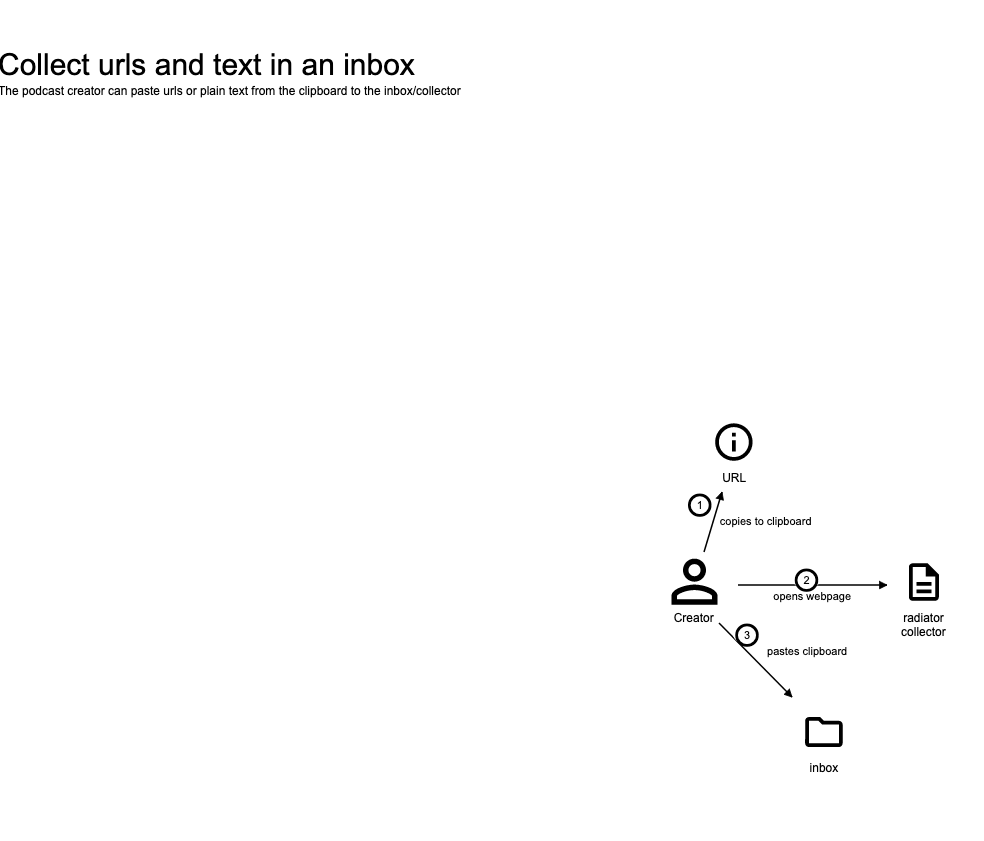 Collect urls and text in an inbox
The podcast creator can paste urls or plain text from the clipboard to the inbox/collector
URL
1
copies to clipboard
2
opens webpage
Creator
radiator
collector
3
pastes clipboard
inbox